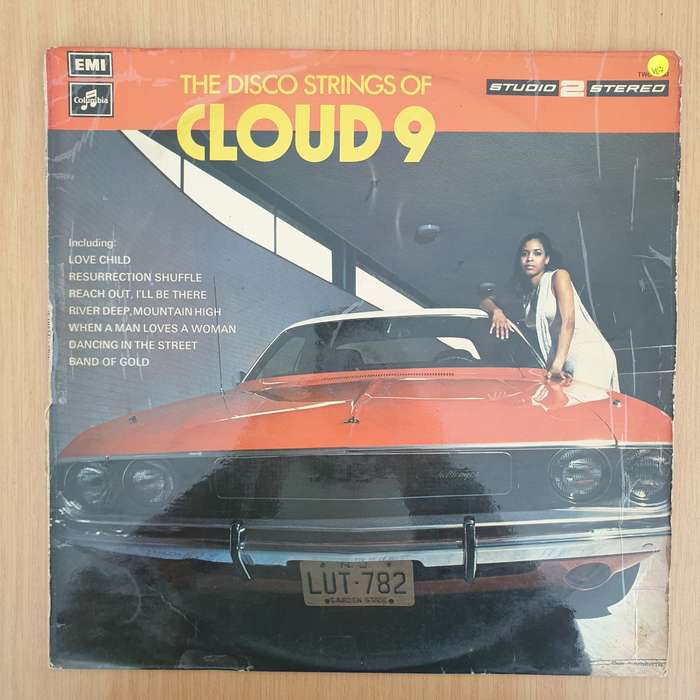 EMI
Columbia
THE DISCO STRINGS OF
CLOUD 9
STUDIO 2 STEREO
Including:
LOVE CHILD
RESURRECTION SHUFFLE
REACH OUT, I'LL BE THERE
RIVER DEEP, MOUNTAIN HIGH
WHEN A MAN LOVES A WOMAN
DANCING IN THE STREET
BAND OF GOLD
LUT-782
GARDEN STATE